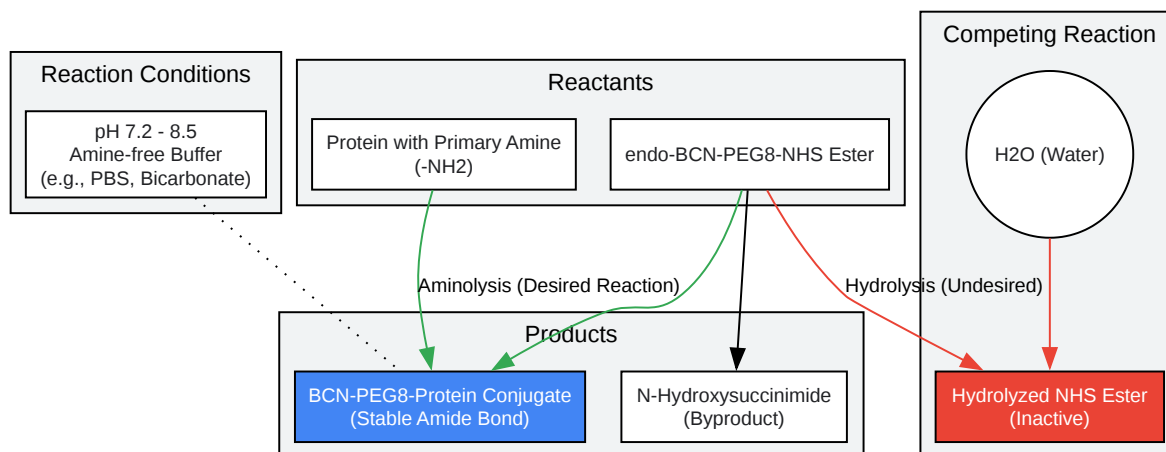 Competing Reaction
Reaction Conditions
Reactants
pH 7.2 - 8.5
Amine-free Buffer
(e.g., PBS, Bicarbonate)
Protein with Primary Amine
(-NH2)
endo-BCN-PEG8-NHS Ester
H2O (Water)
Aminolysis (Desired Reaction)
Hydrolysis (Undesired)
Products
BCN-PEG8-Protein Conjugate
(Stable Amide Bond)
N-Hydroxysuccinimide
(Byproduct)
Hydrolyzed NHS Ester
(Inactive)